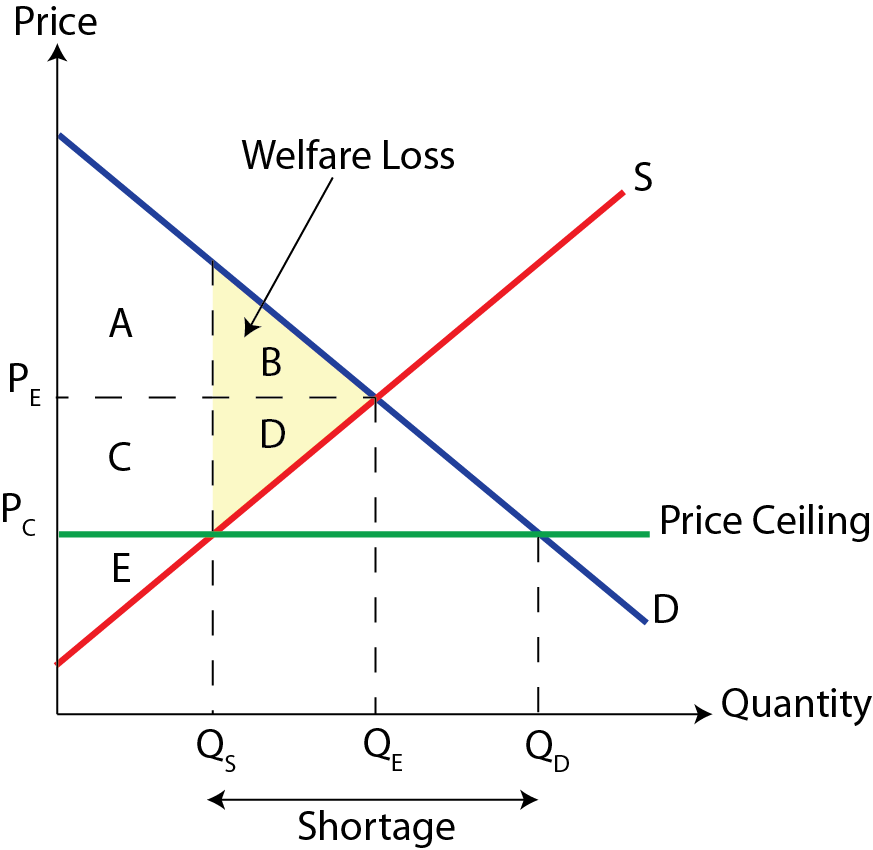 Price
Welfare Loss
S
A
B
P_E
D
C
P_C
Price Ceiling
E
D
Quantity
Q_S
Q_E
Q_D
Shortage